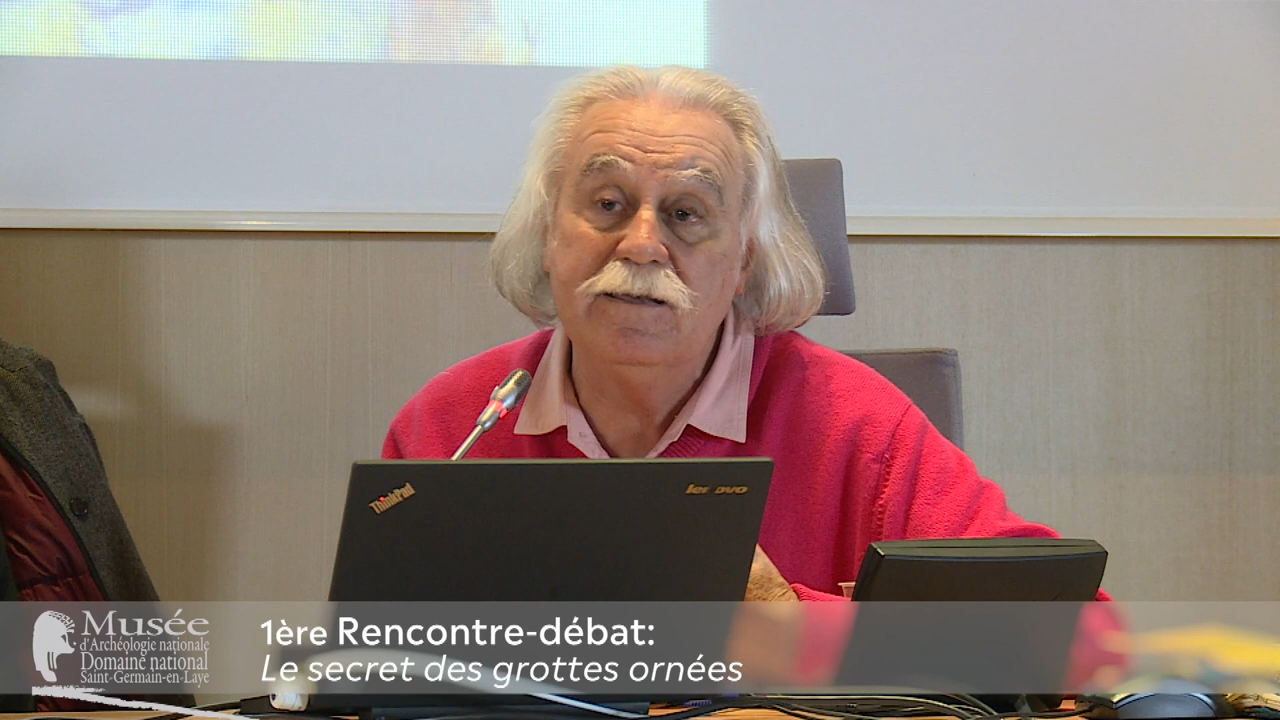 ThinkPad
lenovo
Musée
d'Archéologie nationale
Domaine national
Saint-Germain-en-Laye
1ère Rencontre-débat:
Le secret des grottes ornées